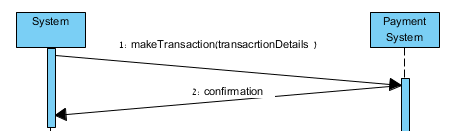 System
Payment
System
1: makeTransaction(transacrtionDetails )
2: confirmation